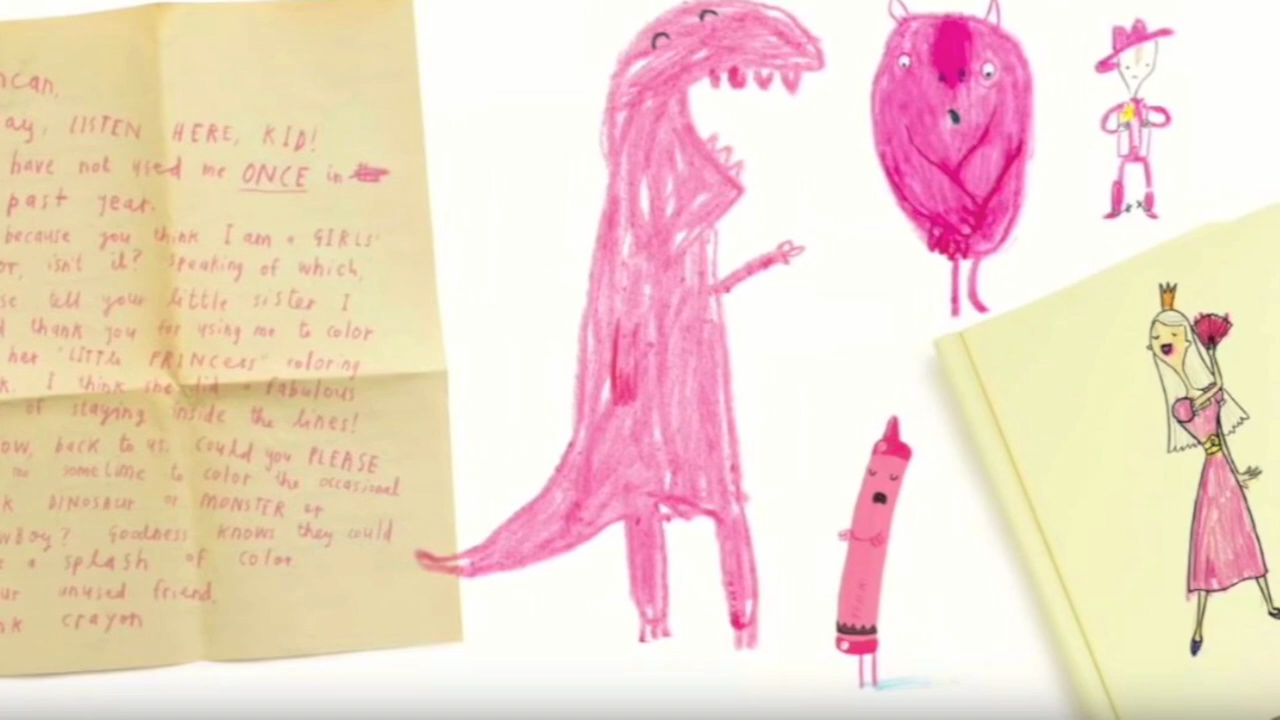 ncan,
ay, LISTEN HERE, KID!
have not used me ONCE in
past year.
because you think I am a GIRLS'
or, isn't it? Speaking of which,
se tell your little sister I
d thank you for using me to color
her "LITTLE PRINCESS" coloring
k. I think she did a fabulous
of staying inside the lines!
ow, back to us. Could you PLEASE
me sometime to color the occasional
k DINOSAUR or MONSTER or
wboy? Goodness knows they could
e a splash of color.
ur unused friend,
nk crayon